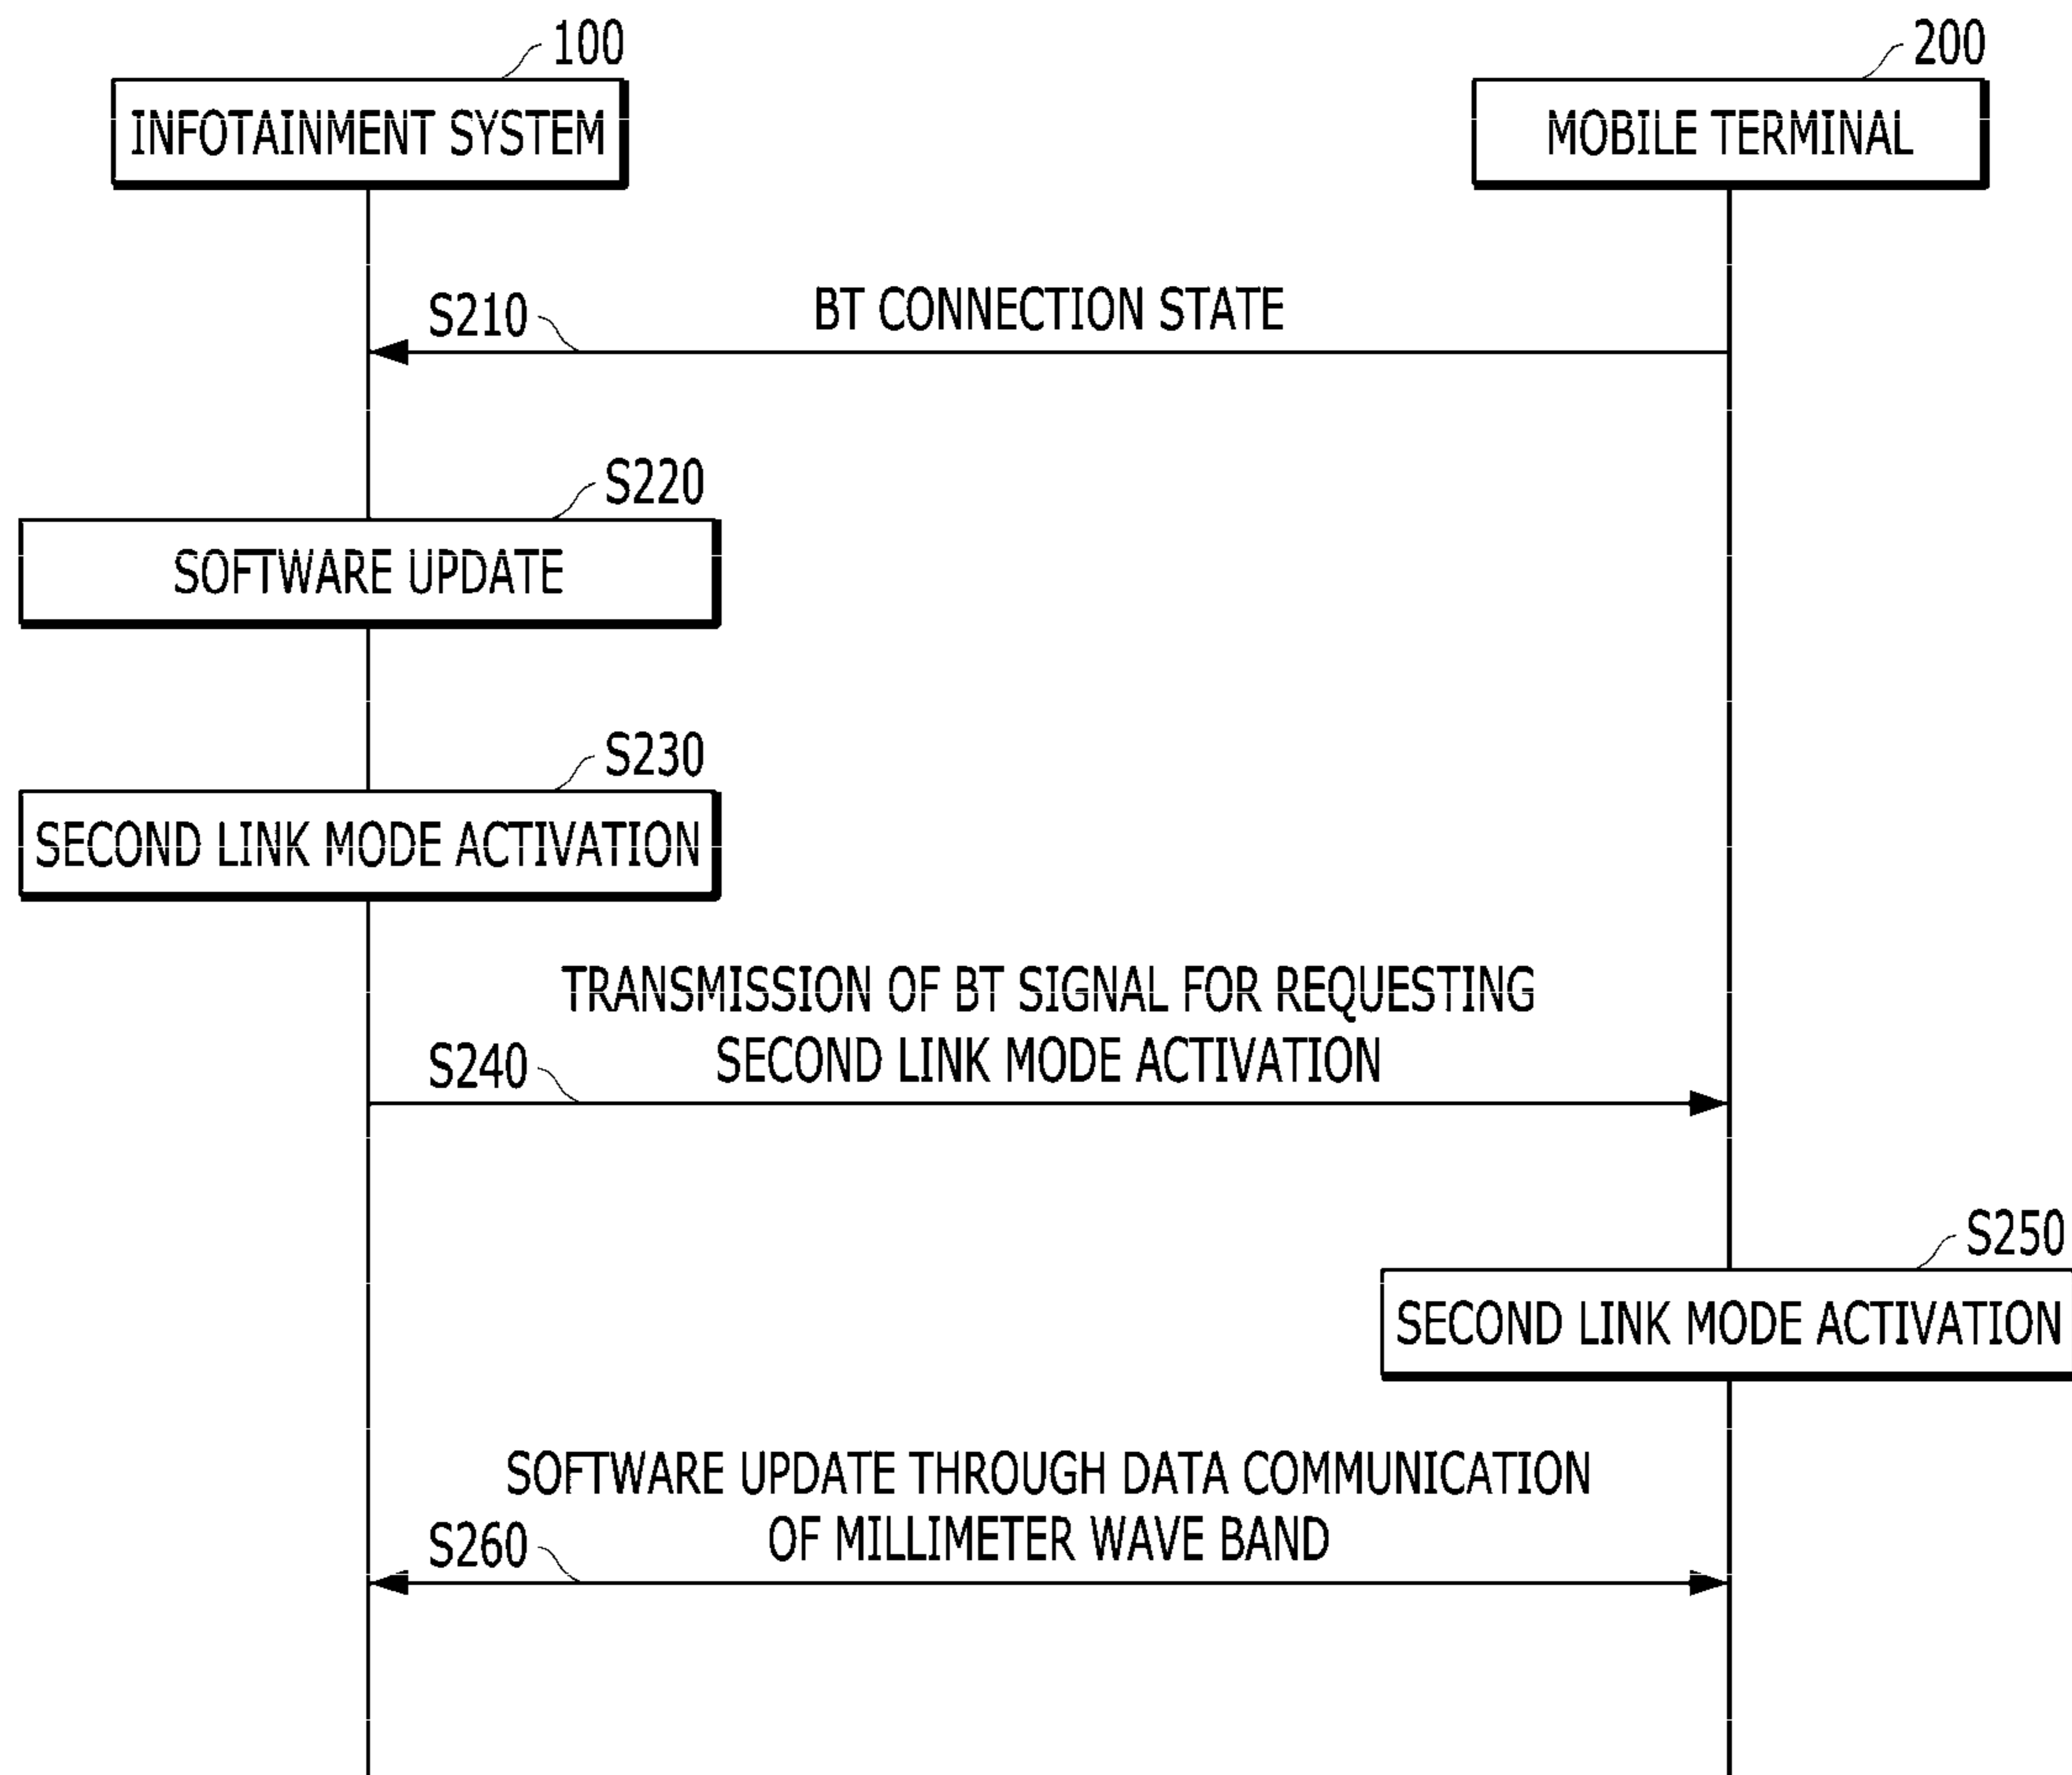 100
200
INFOTAINMENT SYSTEM
MOBILE TERMINAL
S210
BT CONNECTION STATE
S220
SOFTWARE UPDATE
S230
SECOND LINK MODE ACTIVATION
TRANSMISSION OF BT SIGNAL FOR REQUESTING
SECOND LINK MODE ACTIVATION
S240
S250
SECOND LINK MODE ACTIVATION
SOFTWARE UPDATE THROUGH DATA COMMUNICATION
OF MILLIMETER WAVE BAND
S260